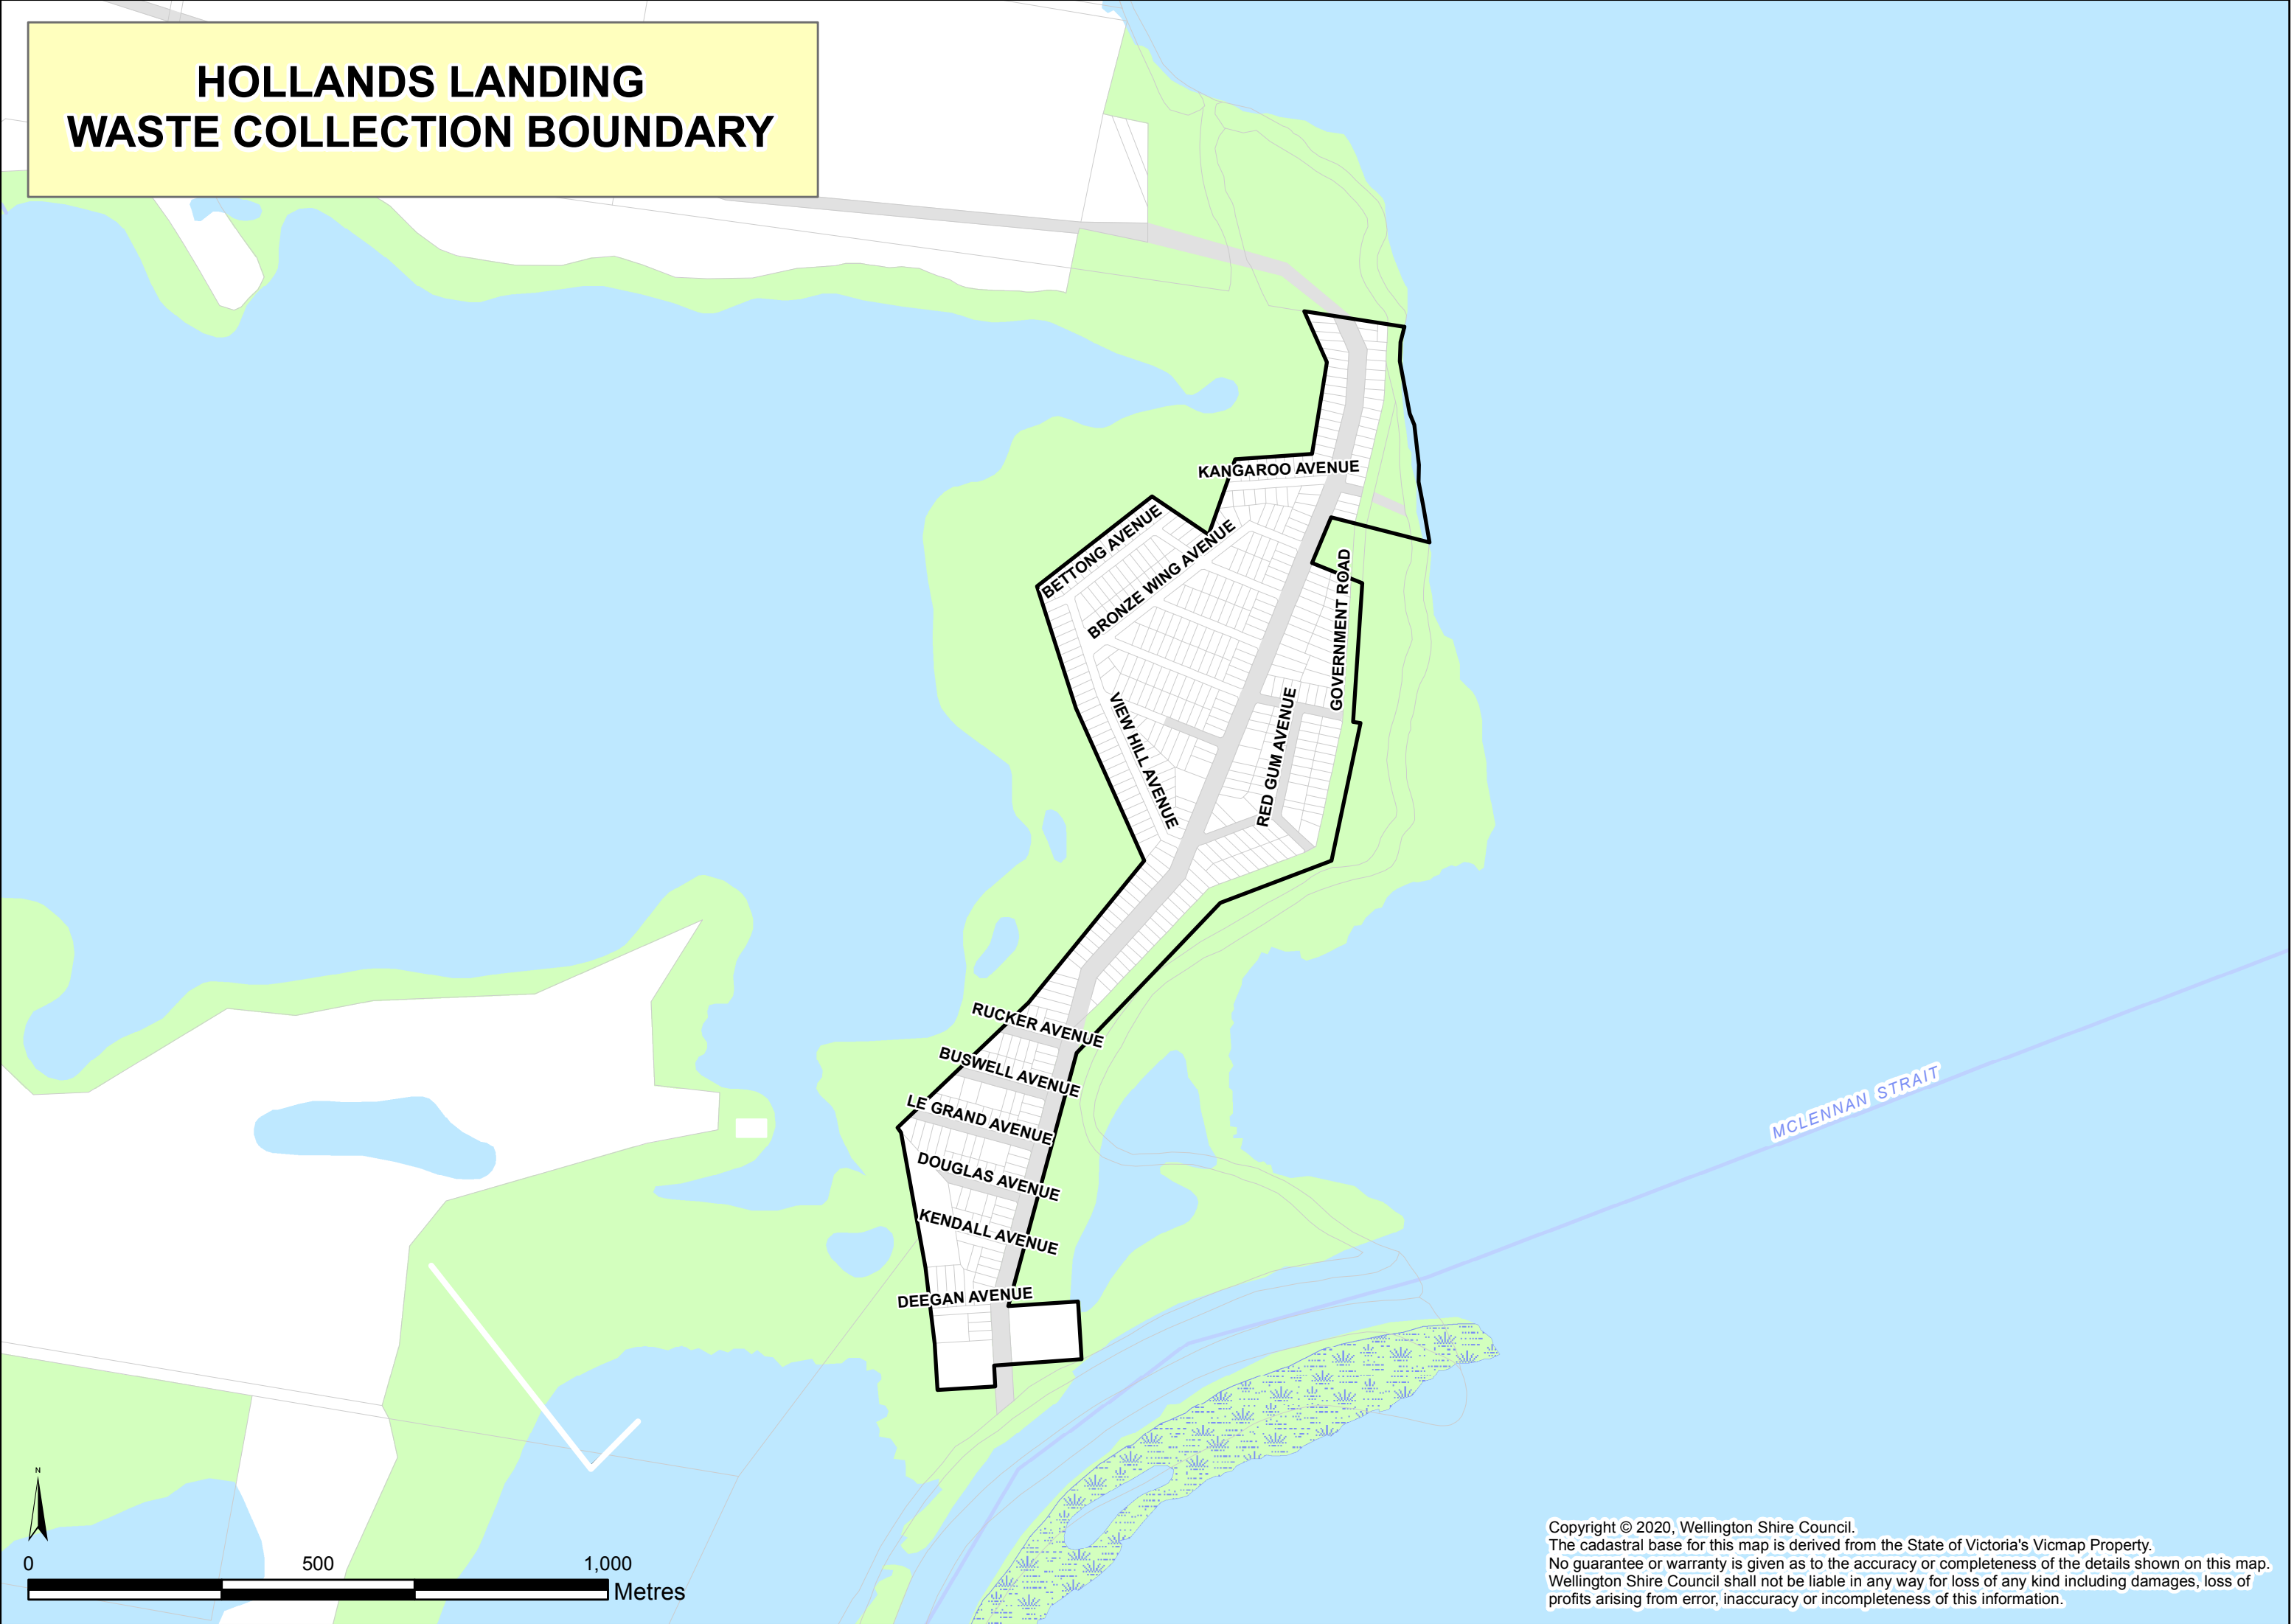 HOLLANDS LANDING
WASTE COLLECTION BOUNDARY
KANGAROO AVENUE
BETTONG AVENUE
BRONZE WING AVENUE
GOVERNMENT ROAD
VIEW HILL AVENUE
RED GUM AVENUE
RUCKER AVENUE
BUSWELL AVENUE
LE GRAND AVENUE
DOUGLAS AVENUE
KENDALL AVENUE
DEEGAN AVENUE
MCLENNAN STRAIT
N
0 500 1,000
Metres
Copyright © 2020, Wellington Shire Council.
The cadastral base for this map is derived from the State of Victoria's Vicmap Property.
No guarantee or warranty is given as to the accuracy or completeness of the details shown on this map.
Wellington Shire Council shall not be liable in any way for loss of any kind including damages, loss of
profits arising from error, inaccuracy or incompleteness of this information.